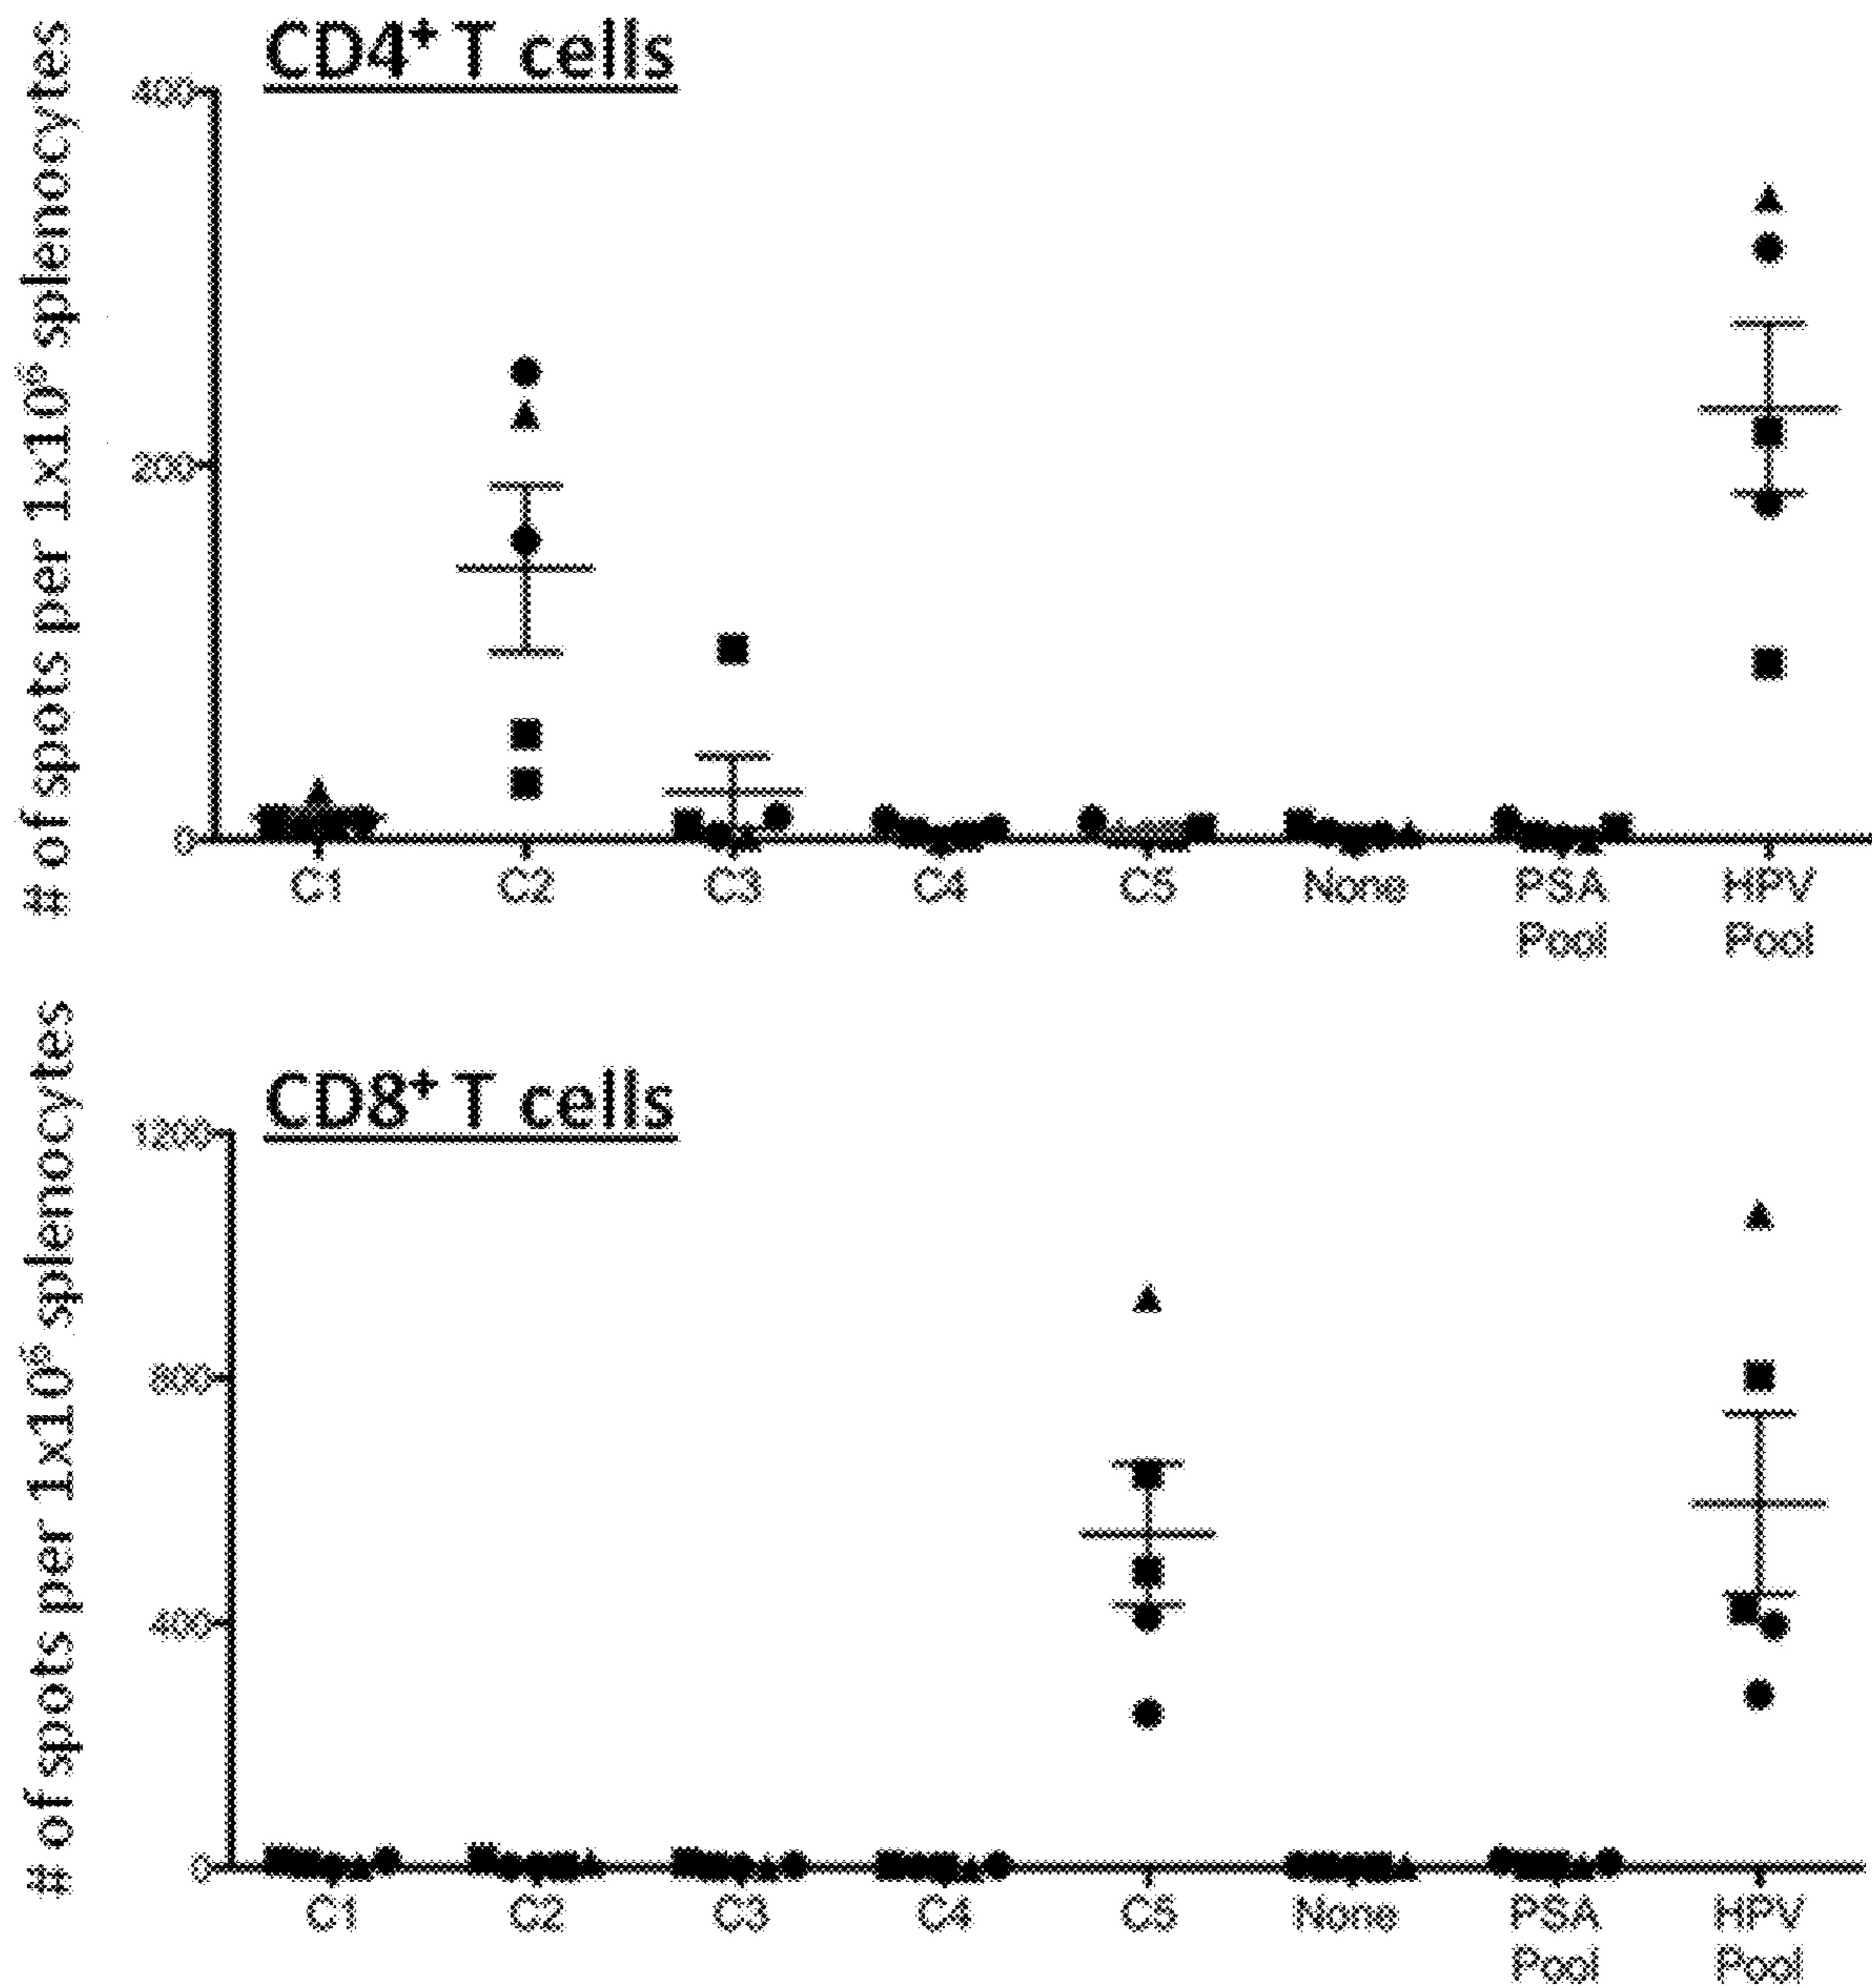 CD4⁺ T cells
# of spots per 1x10⁶ splenocytes
400
200
0
C1 C2 C3 C4 C5 None PSA HPV
Pool Pool
CD8⁺ T cells
# of spots per 1x10⁶ splenocytes
1200
800
400
0
C1 C2 C3 C4 C5 None PSA HPV
Pool Pool